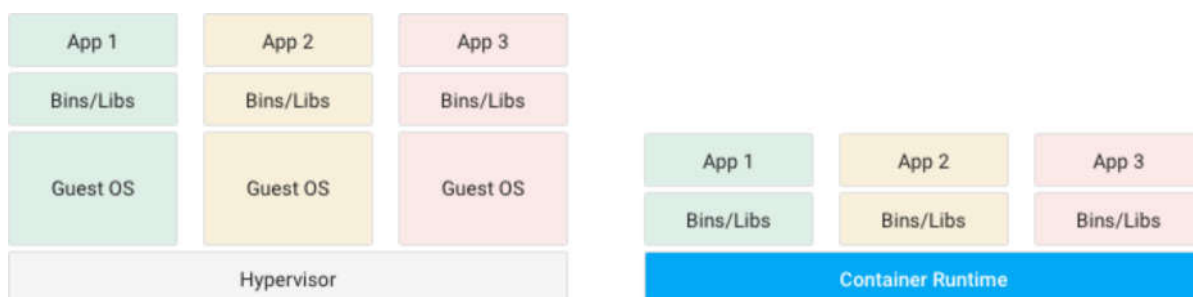 App 1 App 2 App 3
Bins/Libs Bins/Libs Bins/Libs
Guest OS Guest OS Guest OS
Hypervisor
App 1 App 2 App 3
Bins/Libs Bins/Libs Bins/Libs
Container Runtime